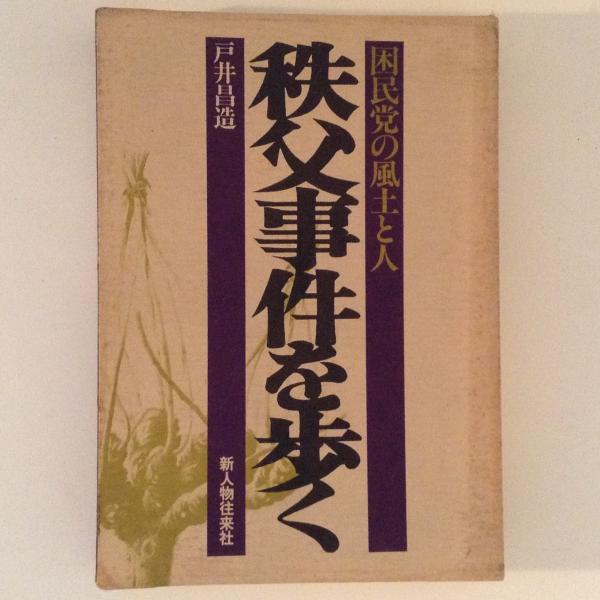 困民党の風土と人
秩父事件を歩く
戸井昌造
新人物往来社